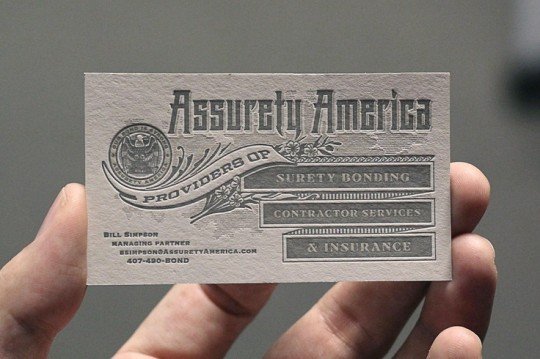 Assurety America
PROVIDERS OF
SURETY BONDING
CONTRACTOR SERVICES
& INSURANCE
BILL SIMPSON
MANAGING PARTNER
BSIMPSON@ASSURETYAMERICA.COM
407-490-BOND